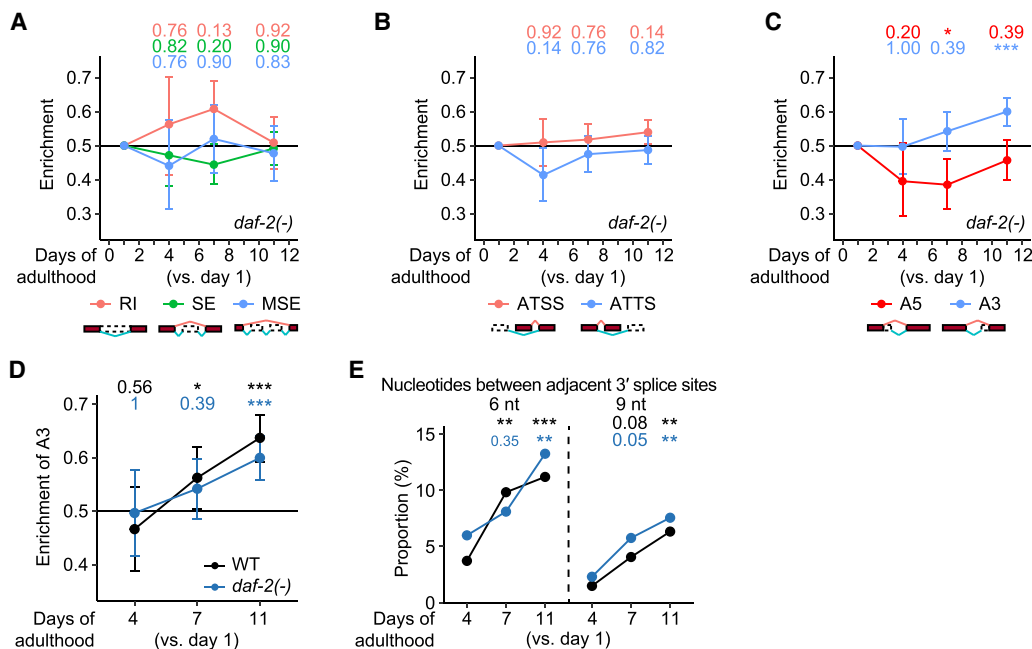 A
0.76 0.13 0.92
0.82 0.20 0.90
0.76 0.90 0.83
0.7
0.6
0.5
0.4
0.3
Enrichment
daf-2(-)
0 2 4 6 8 10 12
Days of adulthood
(vs. day 1)
RI SE MSE
B
0.92 0.76 0.14
0.14 0.76 0.82
0.7
0.6
0.5
0.4
0.3
Enrichment
daf-2(-)
0 2 4 6 8 10 12
Days of adulthood
(vs. day 1)
ATSS ATTS
C
0.20 * 0.39
1.00 0.39 ***
0.7
0.6
0.5
0.4
0.3
Enrichment
daf-2(-)
0 2 4 6 8 10 12
Days of adulthood
(vs. day 1)
A5 A3
D
0.56 * ***
1 0.39 ***
0.7
0.6
0.5
0.4
Enrichment of A3
WT
daf-2(-)
4 7 11
Days of adulthood
(vs. day 1)
E
Nucleotides between adjacent 3′ splice sites
6 nt 9 nt
** *** 0.08 **
0.35 ** 0.05 **
15
10
5
0
Proportion (%)
4 7 11 4 7 11
Days of adulthood
(vs. day 1)